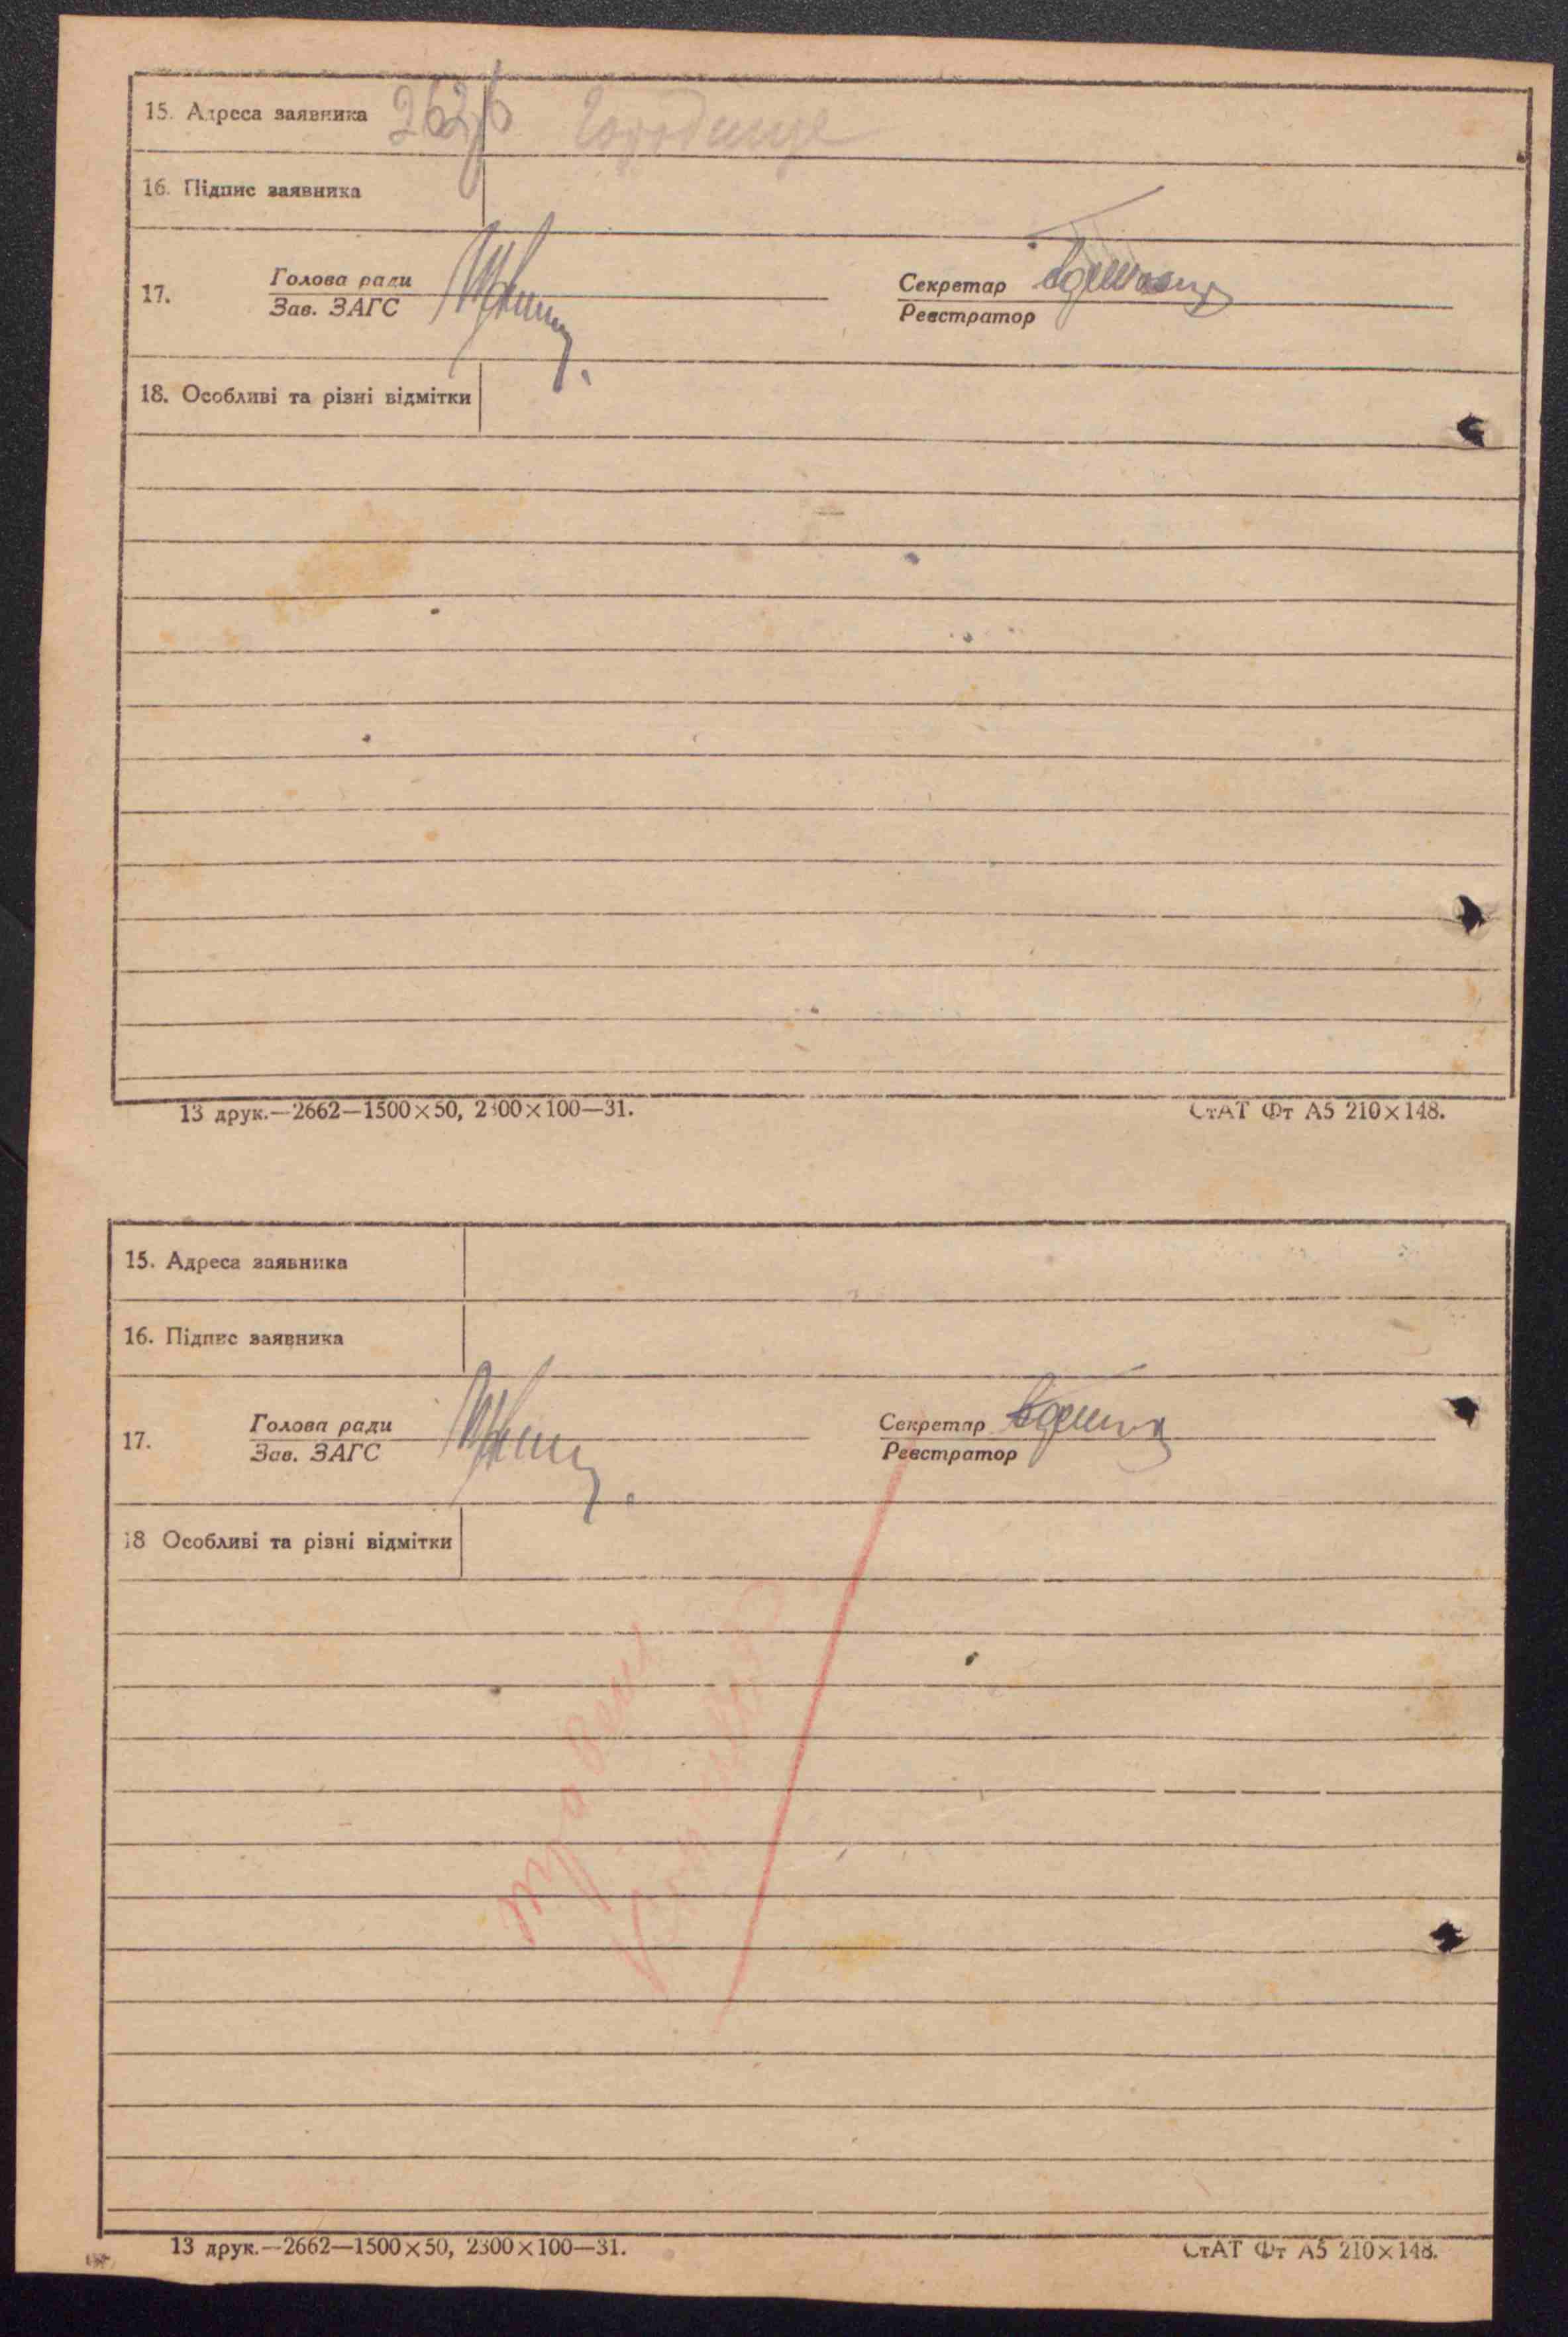 15. Адреса заявника 262 Городище
16. Підпис заявника
17. Голова ради Секретар
Зав. ЗАГС Реєстратор
18. Особливі та різні відмітки
13 друк.—2662—1500×50, 2300×100—31. СтАТ Фт А5 210×148.
15. Адреса заявника
16. Підпис заявника
17. Голова ради Секретар
Зав. ЗАГС Реєстратор
18 Особливі та різні відмітки
13 друк.—2662—1500×50, 2300×100—31. СтАТ Фт А5 210×148.